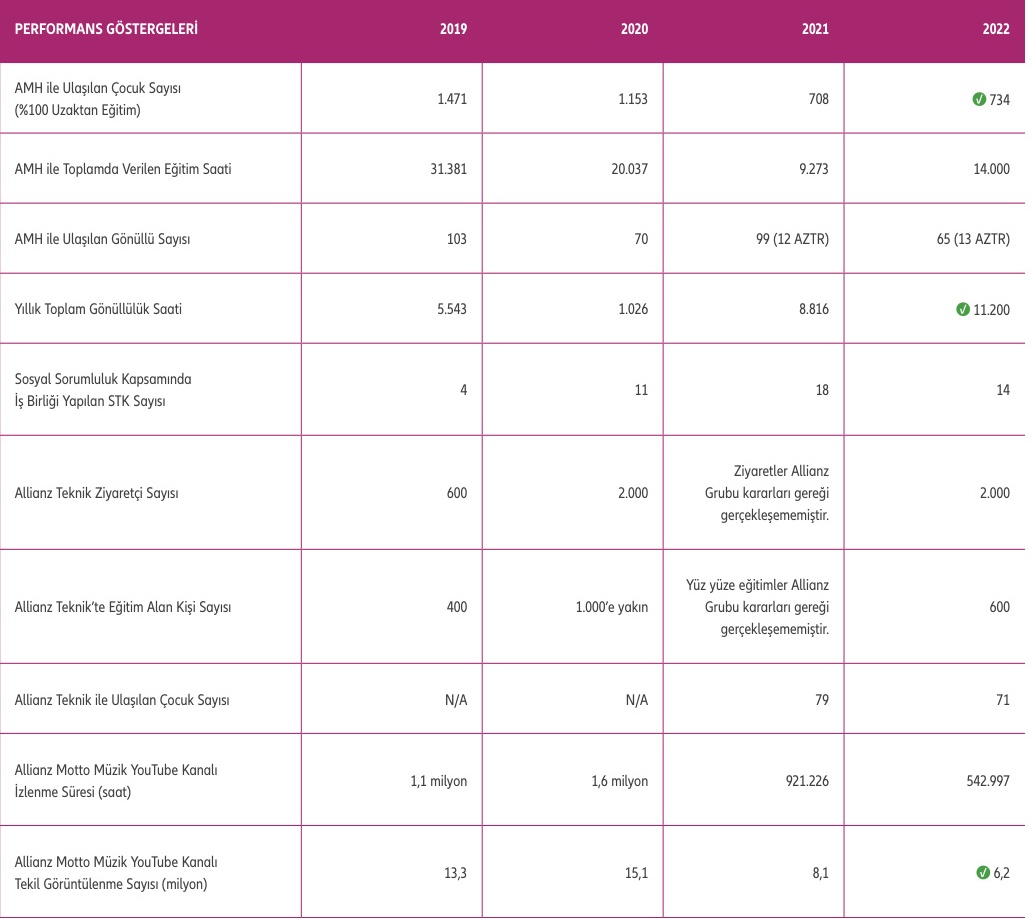 PERFORMANS GÖSTERGELERİ 2019 2020 2021 2022
AMH ile Ulaşılan Çocuk Sayısı
(%100 Uzaktan Eğitim) 1.471 1.153 708 734
AMH ile Toplamda Verilen Eğitim Saati 31.381 20.037 9.273 14.000
AMH ile Ulaşılan Gönüllü Sayısı 103 70 99 (12 AZTR) 65 (13 AZTR)
Yıllık Toplam Gönüllülük Saati 5.543 1.026 8.816 11.200
Sosyal Sorumluluk Kapsamında
İş Birliği Yapılan STK Sayısı 4 11 18 14
Allianz Teknik Ziyaretçi Sayısı 600 2.000 Ziyaretler Allianz
Grubu kararları gereği
gerçekleşememiştir. 2.000
Allianz Teknik’te Eğitim Alan Kişi Sayısı 400 1.000’e yakın Yüz yüze eğitimler Allianz
Grubu kararları gereği
gerçekleşememiştir. 600
Allianz Teknik ile Ulaşılan Çocuk Sayısı N/A N/A 79 71
Allianz Motto Müzik YouTube Kanalı
İzlenme Süresi (saat) 1,1 milyon 1,6 milyon 921.226 542.997
Allianz Motto Müzik YouTube Kanalı
Tekil Görüntülenme Sayısı (milyon) 13,3 15,1 8,1 6,2